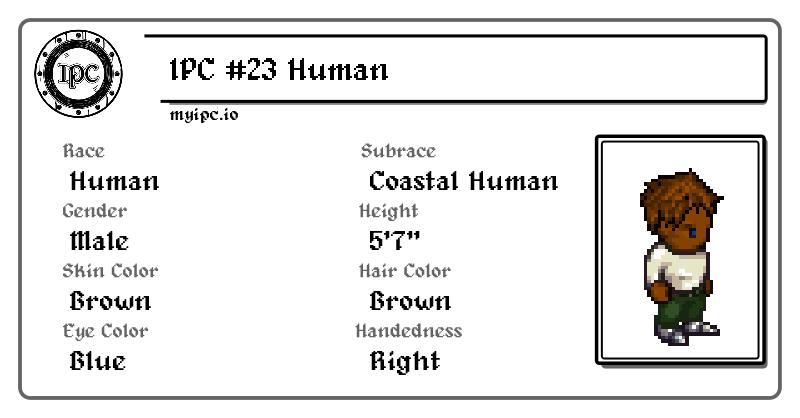 IPC
IPC #23 Human
myipc.io
Race
Subrace
Human
Coastal Human
Gender
Height
Male
5'7"
Skin Color
Hair Color
Brown
Brown
Eye Color
Handedness
Blue
Right